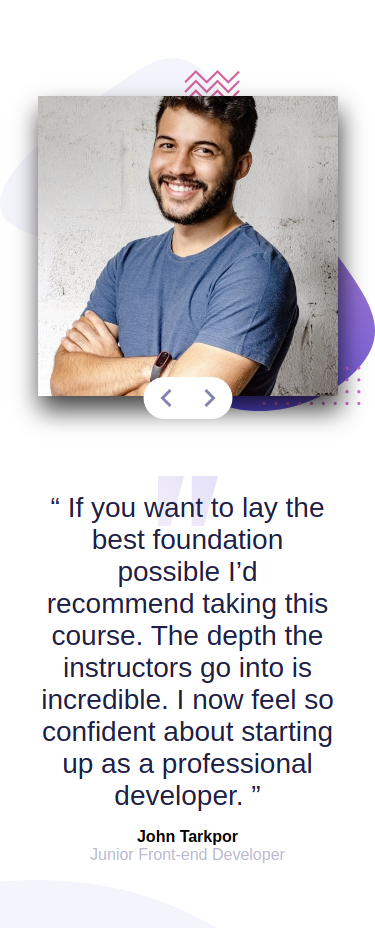 “ If you want to lay the
best foundation
possible I’d
recommend taking this
course. The depth the
instructors go into is
incredible. I now feel so
confident about starting
up as a professional
developer. ”
John Tarkpor
Junior Front-end Developer